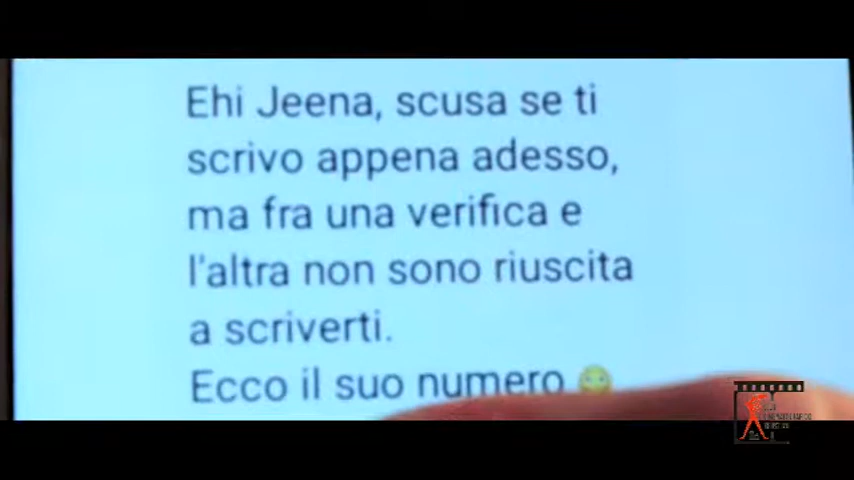 Ehi Jeena, scusa se ti
scrivo appena adesso,
ma fra una verifica e
l'altra non sono riuscita
a scriverti.
Ecco il suo numero 😊